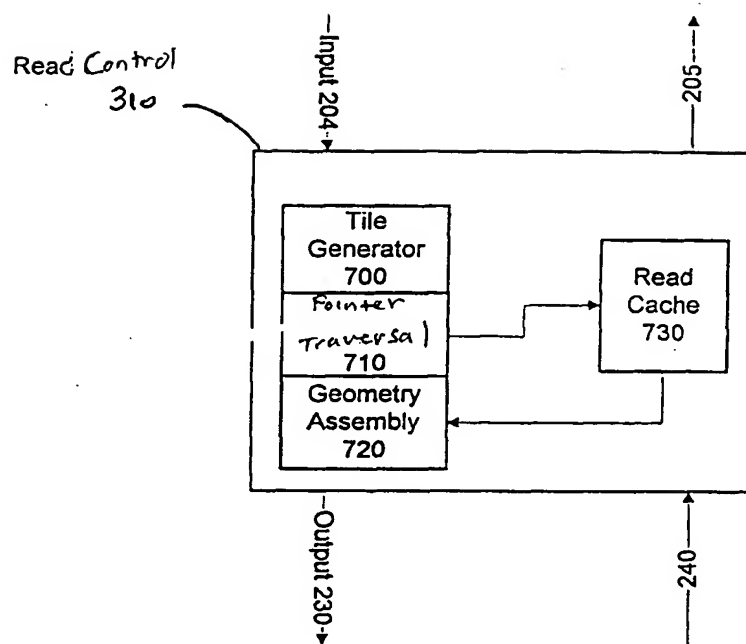 Read Control
310
Input 204
205
Tile
Generator
700
Pointer
Traversal
710
Geometry
Assembly
720
Read
Cache
730
Output 230
240